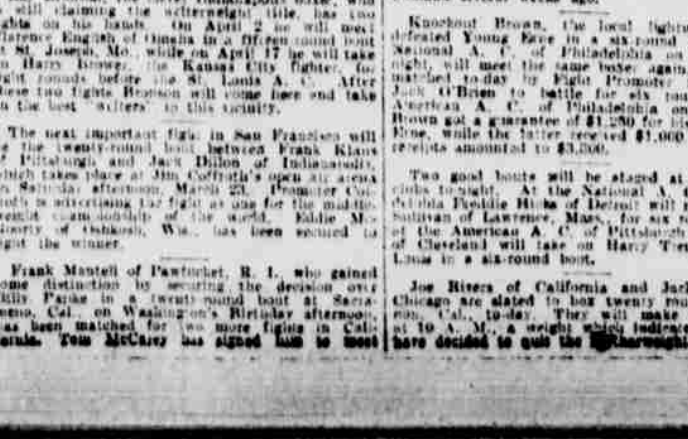 still claiming the welterweight title, has two
on his hands. On April 2 he will meet
Clarence English of Omaha in a fifteen round bout
at St. Joseph, Mo., while on April 17 he will take
Harry Brewer, the Kansas City fighter, for
eight rounds before the St. Louis A. C. After
these two fights Bronson will come here and take
on the best "welters" in this vicinity.
The next important fight in San Francisco will
be the twenty-round bout between Frank Klaus
of Pittsburgh and Jack Dillon of Indianapolis,
which takes place at Jim Coffroth's open air arena
on Saturday afternoon, March 23. Promoter Cof-
froth is advertising the fight as one for the middle-
weight championship of the world. Eddie Mc-
of Oshkosh, Wis., has been secured to
fight the winner.
Frank Mantell of Pawtucket, R. I., who gained
some distinction by securing the decision over
Billy Papke in a twenty-round bout at Sacra-
mento, Cal., on Washington's Birthday afternoon,
has been matched for two more fights in Cali-
fornia. Tom McCarey has signed him to meet
Knockout Brown, the local
defeated Young Erne in a six-round
National A. C. of Philadelphia on
night, will meet the same boxer again
matched to-day by Fight Promoter
Jack O'Brien to battle for six
American A. C. of Philadelphia on
Brown got a guarantee of $1,250 for his
Erne, while the latter received $1,000
receipts amounted to
Two good bouts will be staged at
clubs to-night. At the National A.
Freddie Hicks of Detroit will
Sullivan of Lawrence, Mass., for six
at the American A. C. of Pittsburgh
of Cleveland will take on Harry
Louis in a six-round bout.
Joe Rivers of California and Jack
Chicago are slated to box twenty
Cal., to-day. They will make
at 10 A. M., a weight which
have decided to quit the